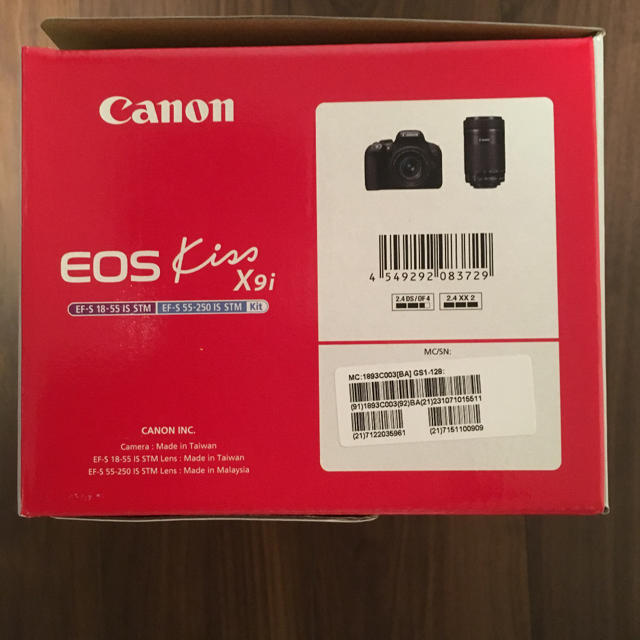 Canon
EOS Kiss
X9i
EF-S 18-55 IS STM EF-S 55-250 IS STM Kit
CANON INC.
Camera : Made in Taiwan
EF-S 18-55 IS STM Lens : Made in Taiwan
EF-S 55-250 IS STM Lens : Made in Malaysia
4 549292 083729
2.4 DS/OF4 2.4 XX 2
MC/SN:
MC:1893C003[BA] GS1-128:
(91)1893C003(92)BA(21)231071015511
(21)7122035961 (21)7151100909